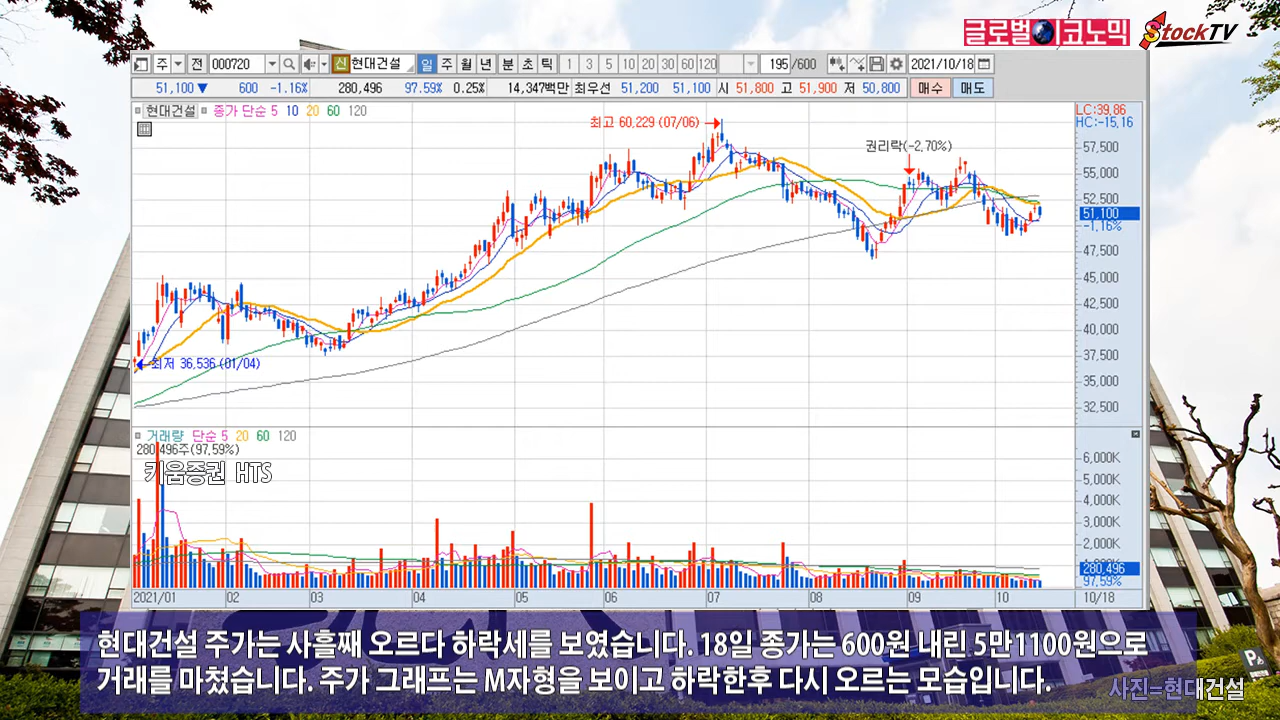 글로벌이코노믹 StockTV
주 전 000720 신 현대건설 일 주 월 년 분 초 틱 1 3 5 10 20 30 60 120 195 /600 2021/10/18
51,100 ▼ 600 -1.16% 280,496 97.59% 0.25% 14,347백만 최우선 51,200 51,100 시 51,800 고 51,900 저 50,800 매수 매도
현대건설 종가 단순 5 10 20 60 120
LC:39.86
HC:-15.16
최고 60,229 (07/06)
권리락(-2.70%)
57,500
55,000
52,500
51,100
-1.16%
47,500
45,000
42,500
40,000
최저 36,536 (01/04)
37,500
35,000
32,500
거래량 단순 5 20 60 120
280,496주(97.59%)
키움증권 HTS
6,000K
5,000K
4,000K
3,000K
2,000K
280,496
97.59%
2021/01 02 03 04 05 06 07 08 09 10 10/18
현대건설 주가는 사흘째 오르다 하락세를 보였습니다. 18일 종가는 600원 내린 5만1100원으로
거래를 마쳤습니다. 주가 그래프는 M자형을 보이고 하락한후 다시 오르는 모습입니다.
사진=현대건설
P